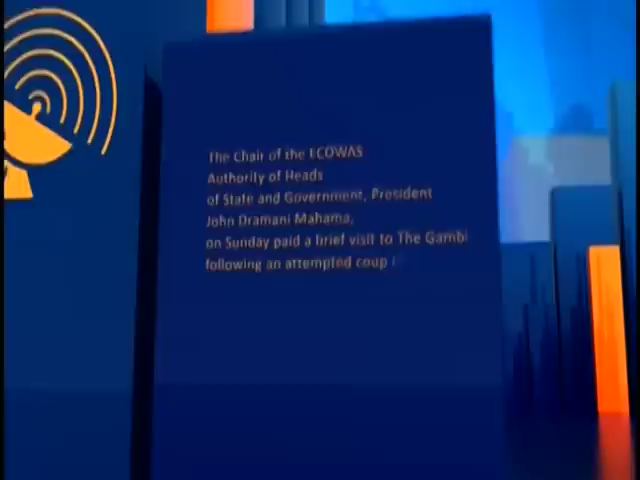 The Chair of the ECOWAS
Authority of Heads
of State and Government, President
John Dramani Mahama,
on Sunday paid a brief visit to The Gambi
following an attempted coup i